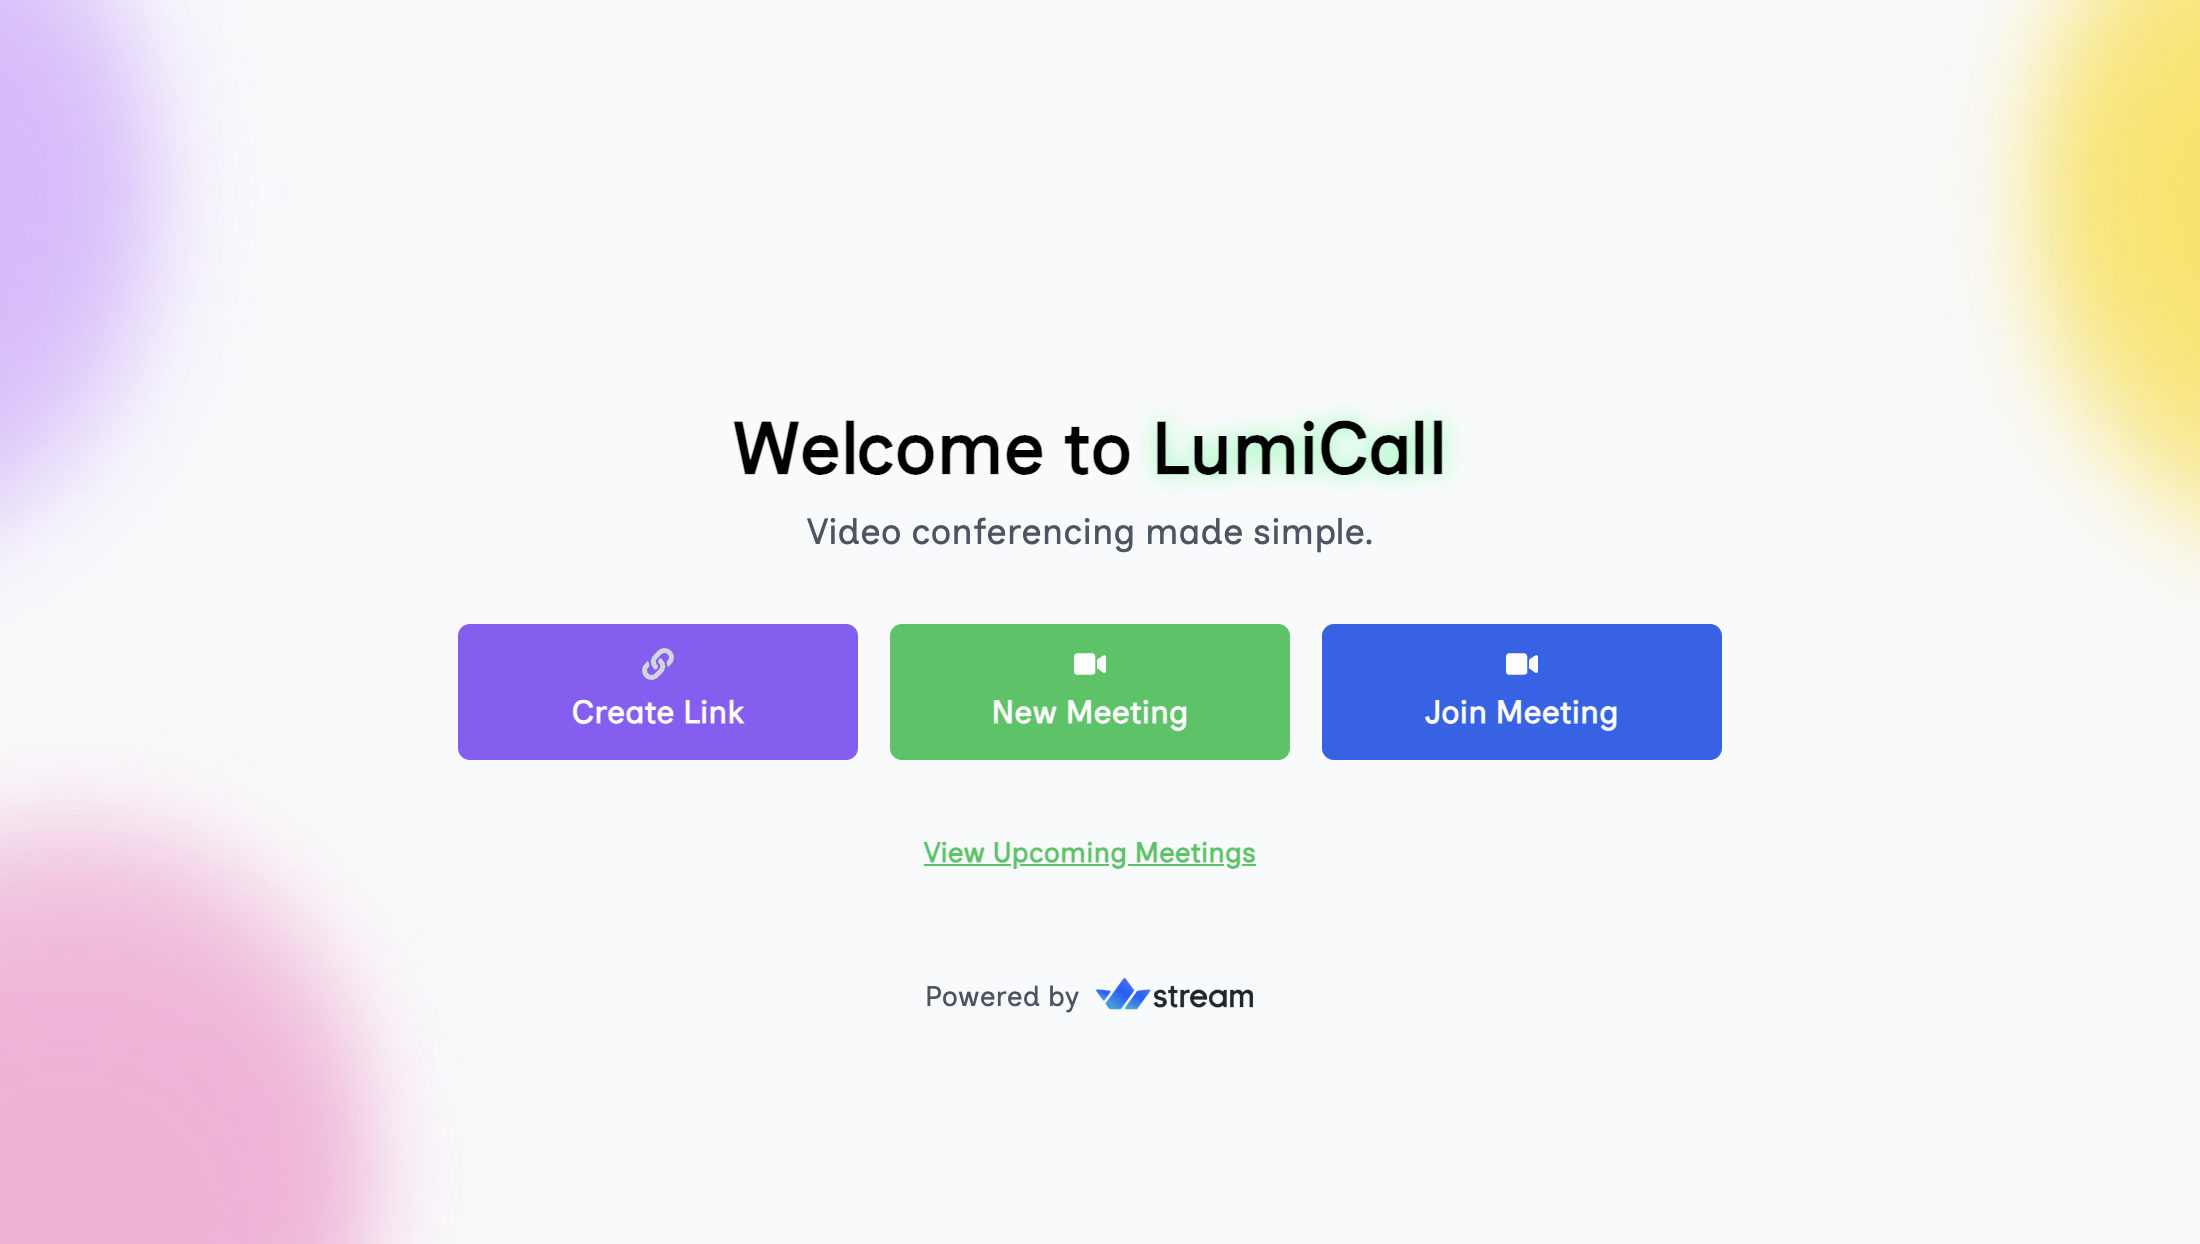 Welcome to LumiCall
Video conferencing made simple.
Create Link
New Meeting
Join Meeting
View Upcoming Meetings
Powered by stream